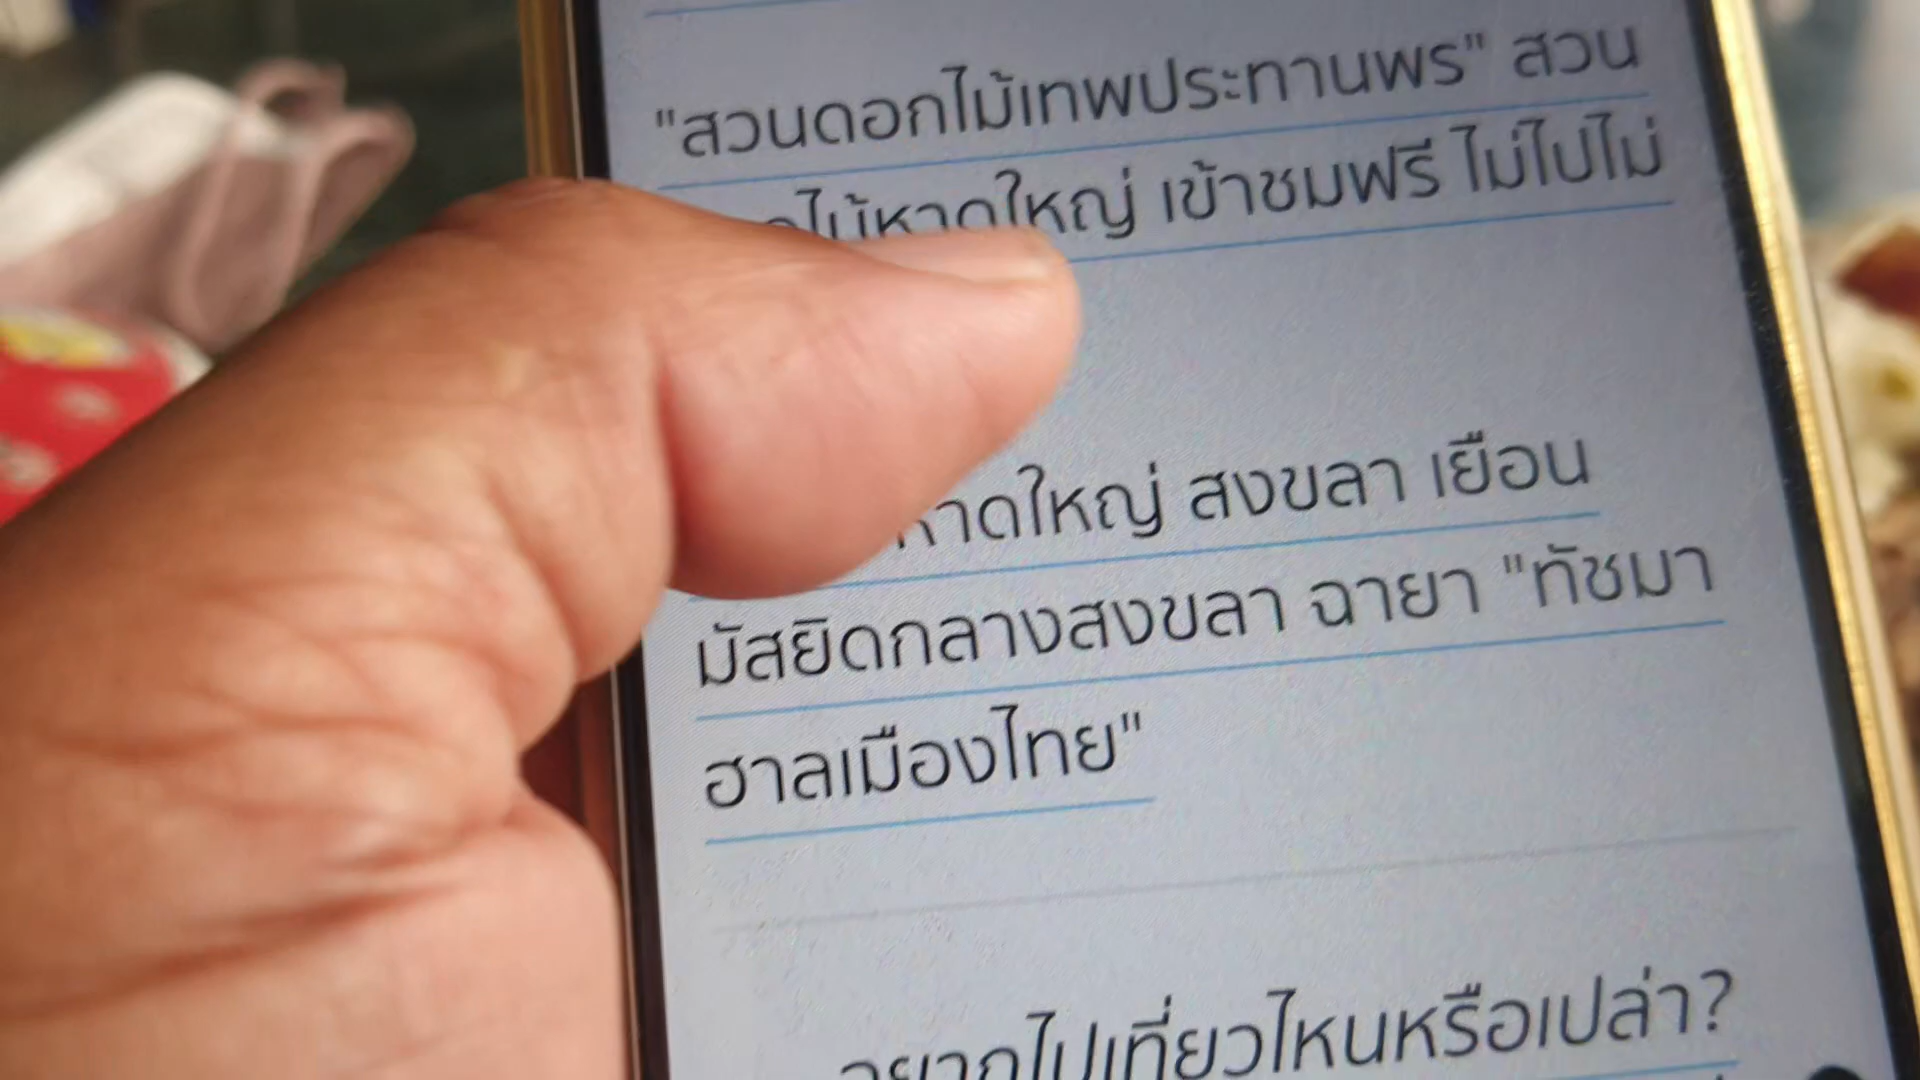 "สวนดอกไม้เทพประทานพร" สวน
หาดใหญ่ เข้าชมฟรี ไม่ไปไม่
หาดใหญ่ สงขลา เยือน
มัสยิดกลางสงขลา ฉายา "ทัชมา
ฮาลเมืองไทย"
อยากไปเที่ยวไหนหรือเปล่า?